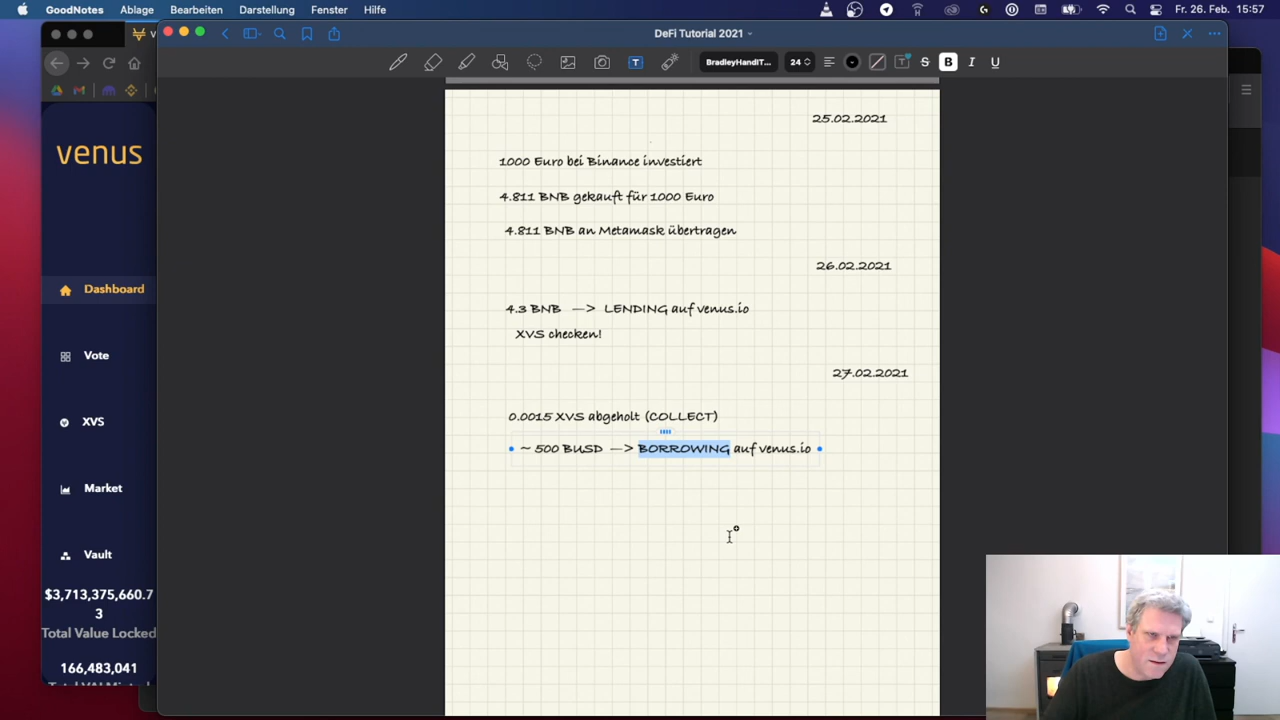 GoodNotes Ablage Bearbeiten Darstellung Fenster Hilfe Fr. 26. Feb. 15:57
DeFi Tutorial 2021
BradleyHandIT... 24 B I U
25.02.2021
1000 Euro bei Binance investiert
4.811 BNB gekauft für 1000 Euro
4.811 BNB an Metamask übertragen
26.02.2021
4.3 BNB —> LENDING auf venus.io
XVS checken!
27.02.2021
0.0015 XVS abgeholt (COLLECT)
~ 500 BUSD —> BORROWING auf venus.io
venus
Dashboard
Vote
XVS
Market
Vault
$3,713,375,660.7
3
Total Value Locked
166,483,041